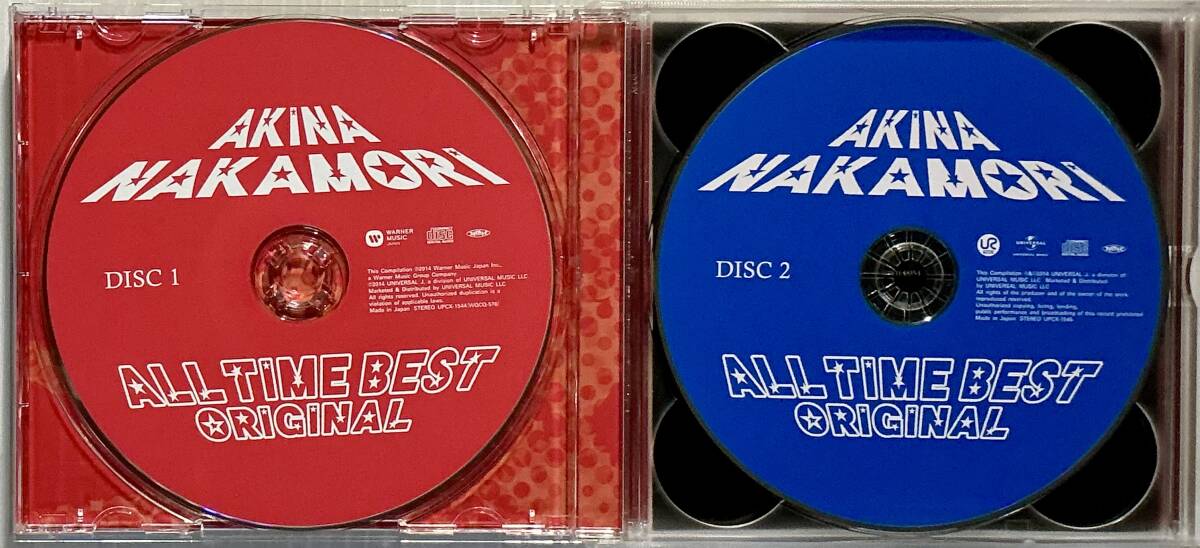 AKINA
NAKAMORI
WARNER
MUSIC
JAPAN
DISC 1
This Compilation ℗2014 Warner Music Japan Inc.,
a Warner Music Group Company.
©2014 UNIVERSAL J, a division of UNIVERSAL MUSIC LLC
Marketed & Distributed by UNIVERSAL MUSIC LLC
All rights reserved. Unauthorized duplication is a
violation of applicable laws.
Made in Japan STEREO UPCX-1544(WQCQ-576)
ALL TIME BEST
ORIGINAL
AKINA
NAKAMORI
UR
UNIVERSAL
DISC 2
This Compilation ℗&©2014 UNIVERSAL J, a division of
UNIVERSAL MUSIC LLC Marketed & Distributed
by UNIVERSAL MUSIC LLC
All rights of the producer and of the owner of the work
reproduced reserved.
Unauthorized copying, hiring, lending,
public performance and broadcasting of this record prohibited
Made in Japan STEREO UPCX-1545
ALL TIME BEST
ORIGINAL